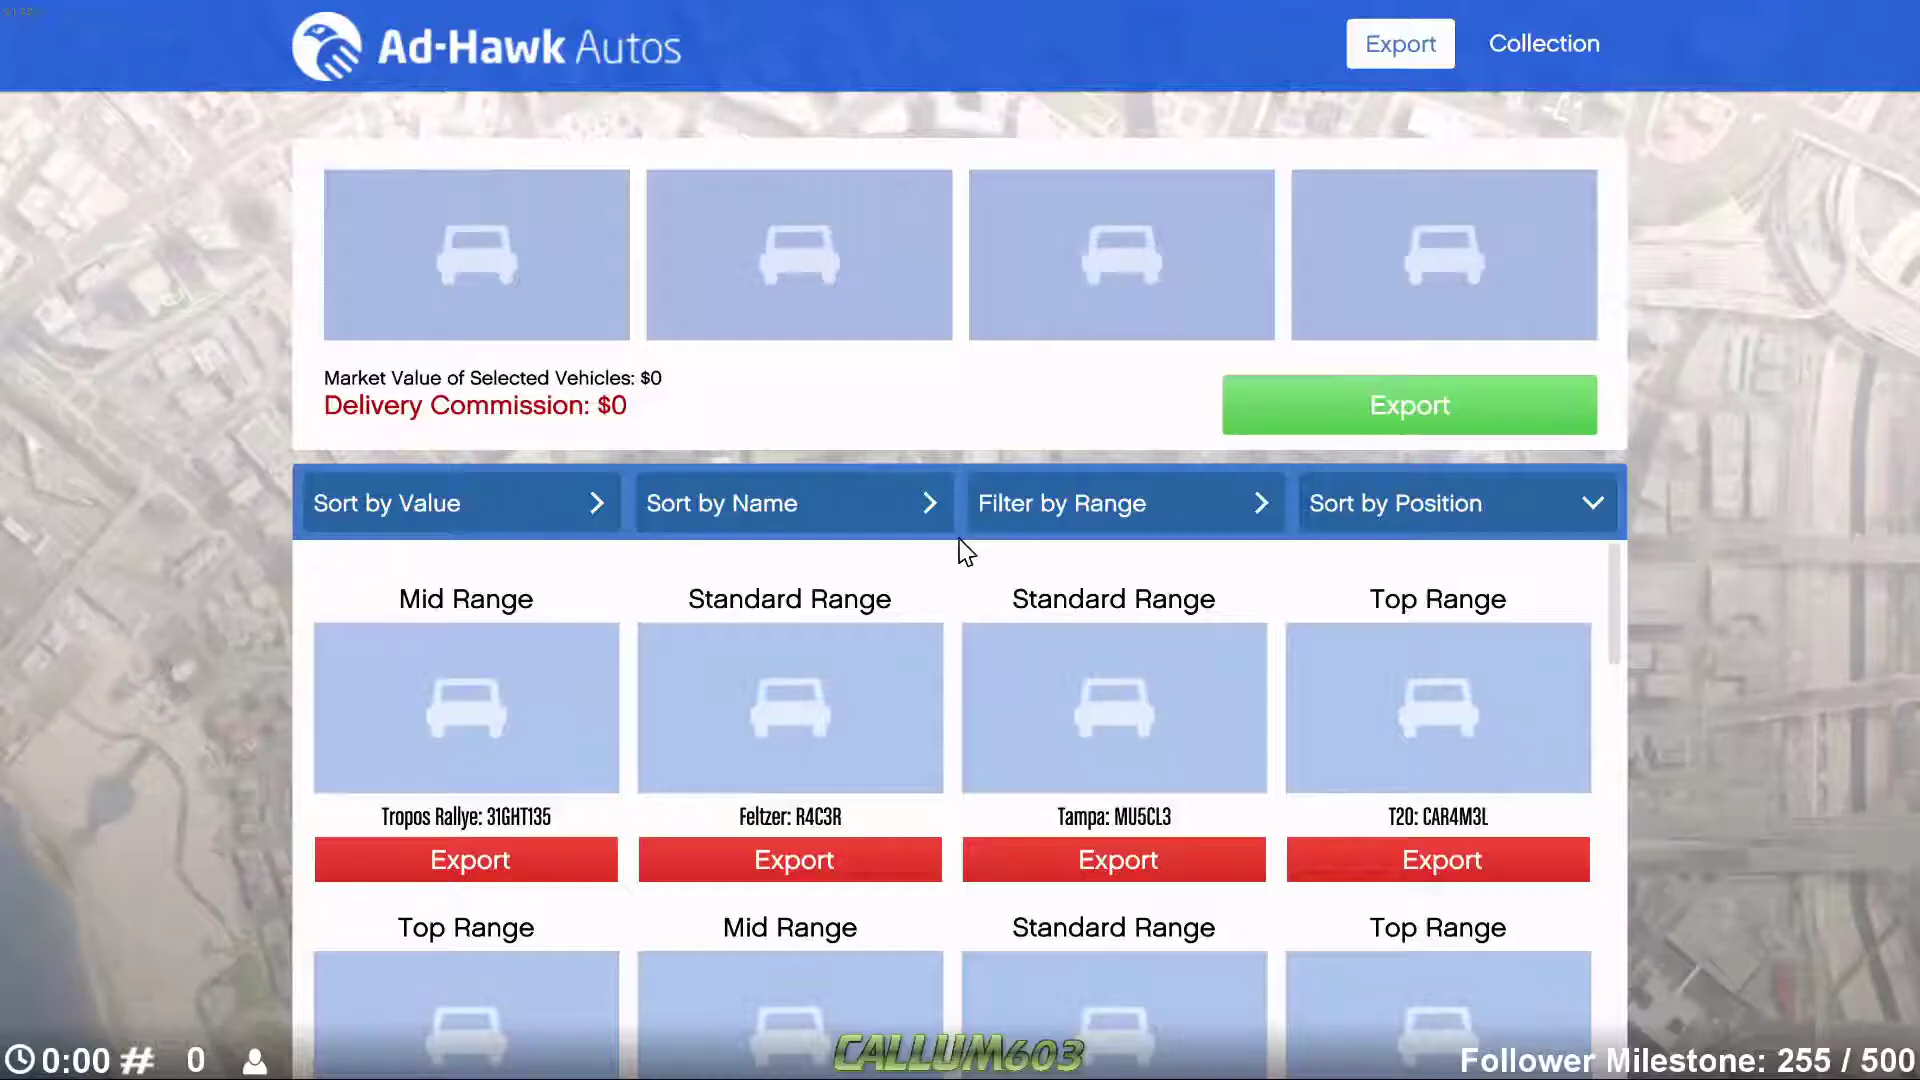 Ad-Hawk Autos
Export
Collection
Market Value of Selected Vehicles: $0
Delivery Commission: $0
Export
Sort by Value
Sort by Name
Filter by Range
Sort by Position
Mid Range
Standard Range
Standard Range
Top Range
Tropos Rallye: 31GHT135
Feltzer: R4C3R
Tampa: MU5CL3
T20: CAR4M3L
Export
Export
Export
Export
Top Range
Mid Range
Standard Range
Top Range
CALLUM603
0:00 # 0
Follower Milestone: 255 / 500